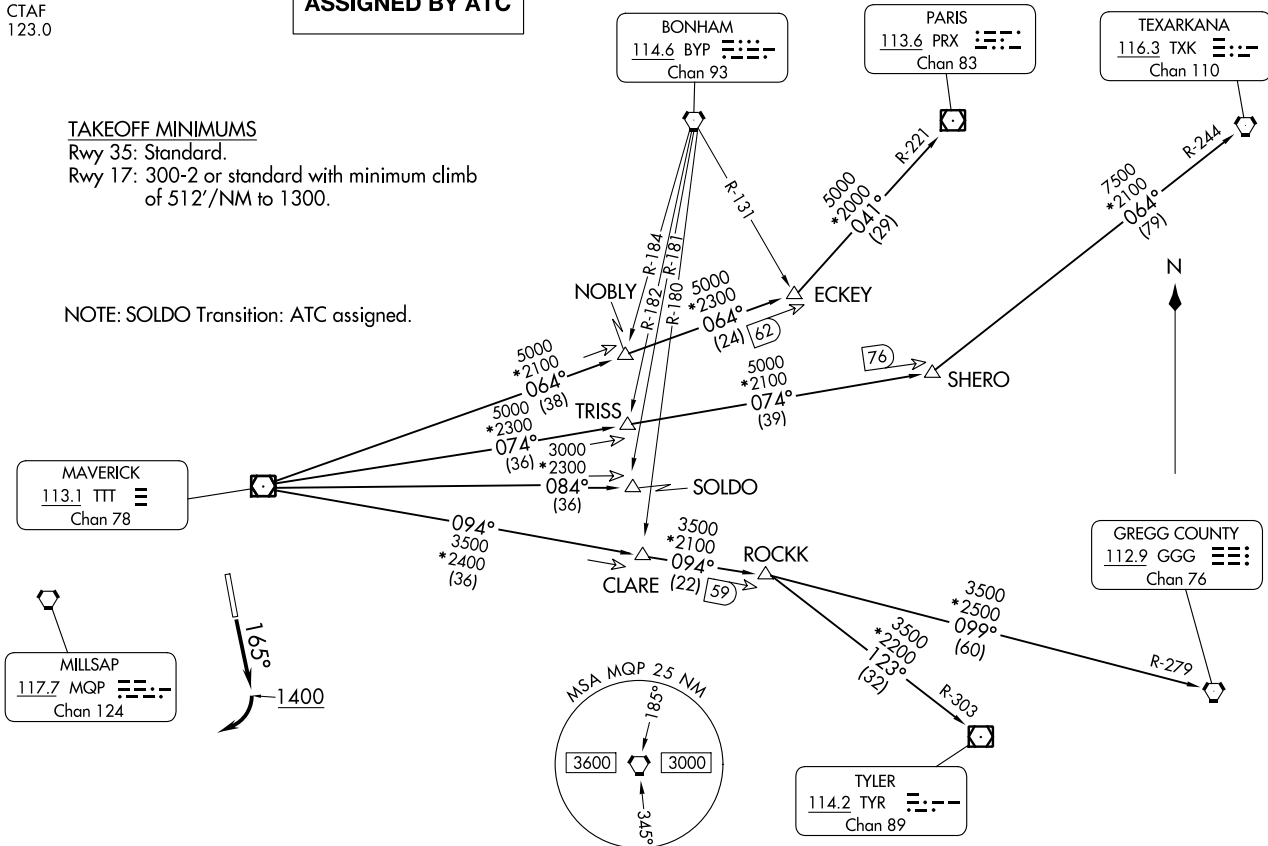 CTAF
123.0
ASSIGNED BY ATC
TAKEOFF MINIMUMS
Rwy 35: Standard.
Rwy 17: 300-2 or standard with minimum climb
of 512'/NM to 1300.
NOTE: SOLDO Transition: ATC assigned.
BONHAM
114.6 BYP
Chan 93
PARIS
113.6 PRX
Chan 83
TEXARKANA
116.3 TXK
Chan 110
R-221
R-244
R-131
R-184
R-181
R-182
R-180
5000
*2000
041°
(29)
7500
*2100
064°
(79)
N
NOBLY
ECKEY
5000
*2300
064°
(24)
62
5000
*2100
064°
(38)
76
SHERO
5000
*2100
074°
(39)
TRISS
5000
*2300
074°
(36)
3000
*2300
084°
(36)
SOLDO
MAVERICK
113.1 TTT
Chan 78
094°
3500
*2400
(36)
CLARE
3500
*2100
094°
(22)
59
ROCKK
GREGG COUNTY
112.9 GGG
Chan 76
3500
*2500
099°
(60)
R-279
3500
*2200
123°
(32)
R-303
MILLSAP
117.7 MQP
Chan 124
165°
1400
MSA MQP 25 NM
185°
3600
3000
345°
TYLER
114.2 TYR
Chan 89